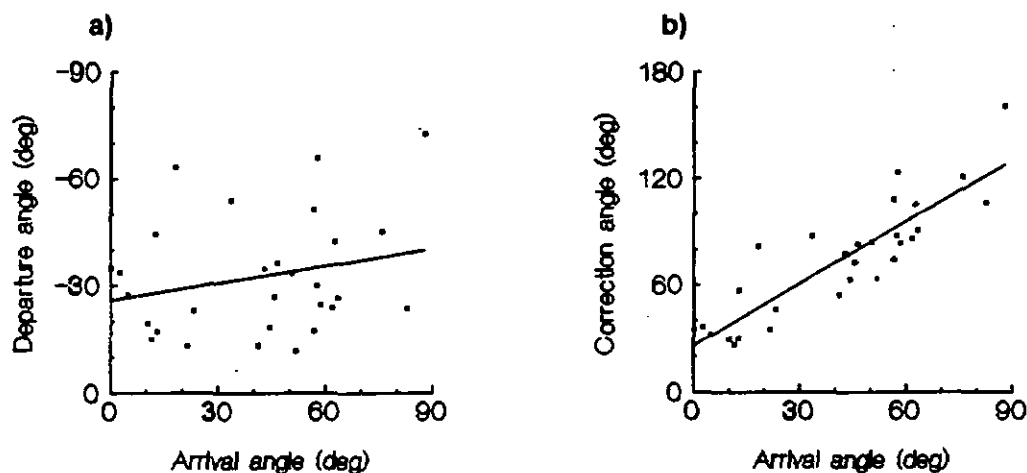 a)
Departure angle (deg)
-90
-60
-30
0
0 30 60 90
Arrival angle (deg)
b)
Correction angle (deg)
180
120
60
0
0 30 60 90
Arrival angle (deg)